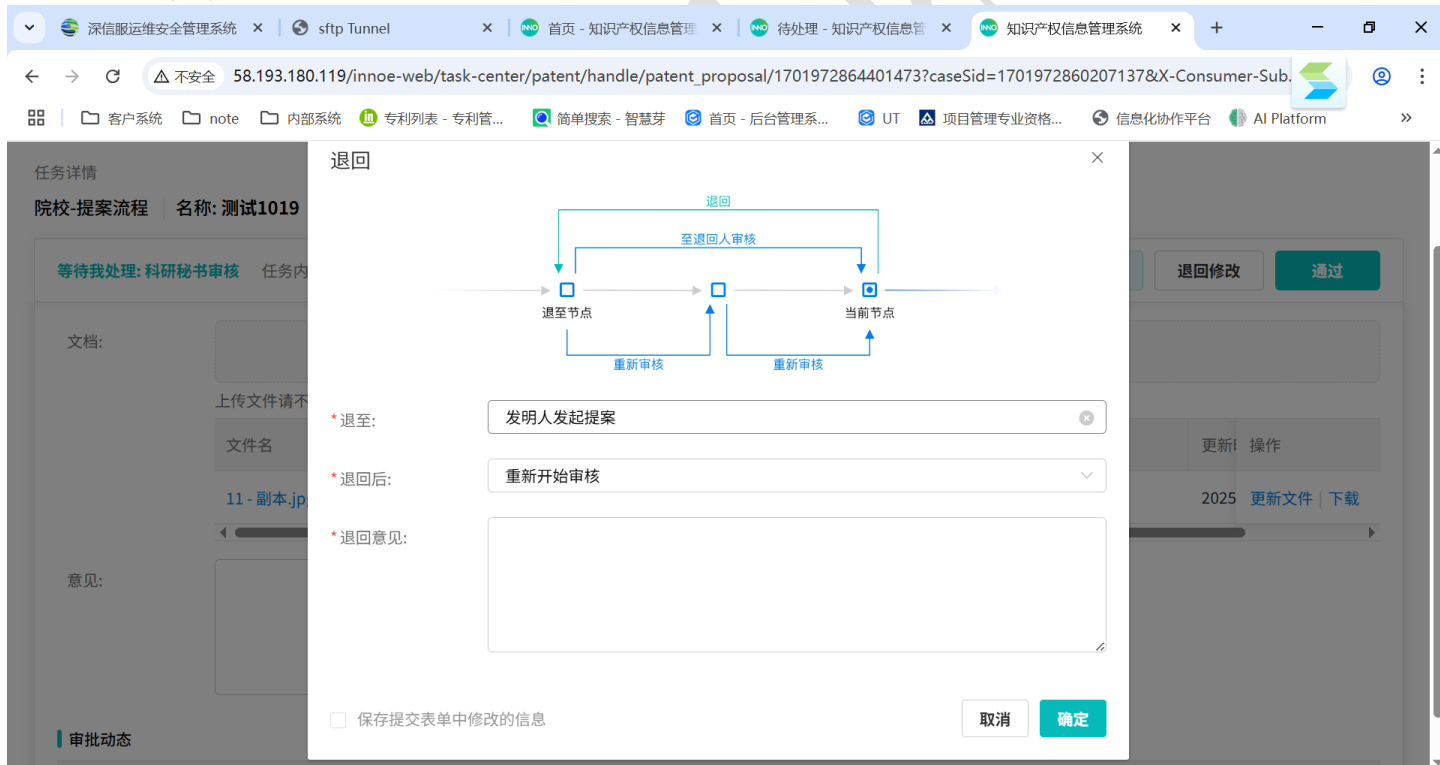 深信服运维安全管理系统
sftp Tunnel
首页 - 知识产权信息管理
待处理 - 知识产权信息管
知识产权信息管理系统
不安全 58.193.180.119/innoe-web/task-center/patent/handle/patent_proposal/1701972864401473?caseSid=1701972860207137&X-Consumer-Sub.
客户系统 note 内部系统 专利列表 - 专利管... 简单搜索 - 智慧芽 首页 - 后台管理系... UT 项目管理专业资格... 信息化协作平台 AI Platform
任务详情
院校-提案流程 名称: 测试1019
等待我处理: 科研秘书审核 任务内
退回修改 通过
文档:
上传文件请不
文件名
更新 操作
11 - 副本.jp
2025 更新文件 下载
意见:
审批动态
退回
退回
至退回人审核
退至节点 当前节点
重新审核 重新审核
*退至: 发明人发起提案
*退回后: 重新开始审核
*退回意见:
保存提交表单中修改的信息
取消 确定